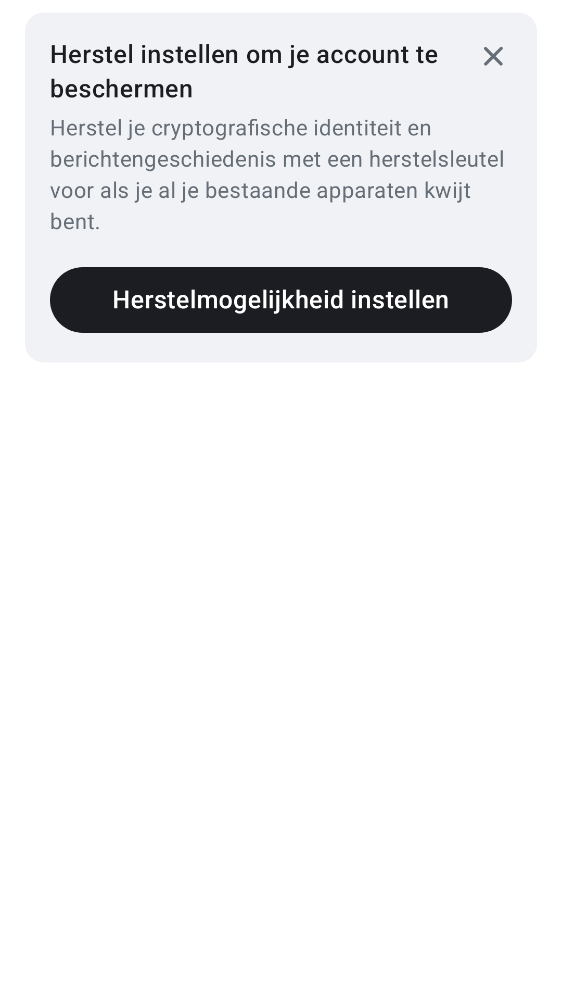 Herstel instellen om je account te
beschermen
Herstel je cryptografische identiteit en
berichtengeschiedenis met een herstelsleutel
voor als je al je bestaande apparaten kwijt
bent.
Herstelmogelijkheid instellen